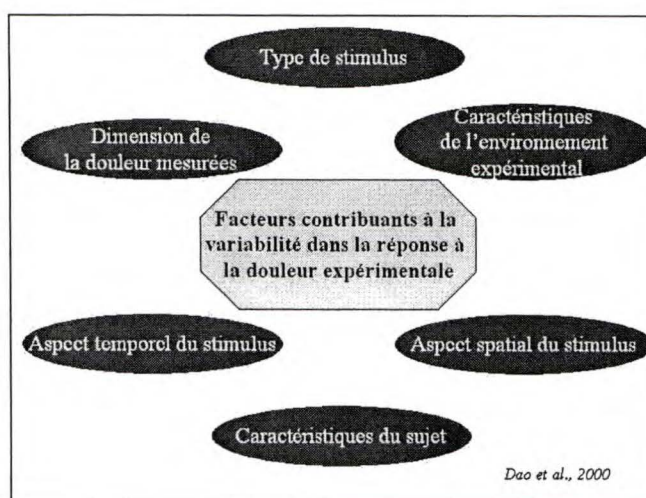 Type de stimulus
Dimension de
la douleur mesurées
Caractéristiques
de l'environnement
expérimental
Facteurs contribuants à la
variabilité dans la réponse à
la douleur expérimentale
Aspect temporel du stimulus
Aspect spatial du stimulus
Caractéristiques du sujet
Dao et al., 2000